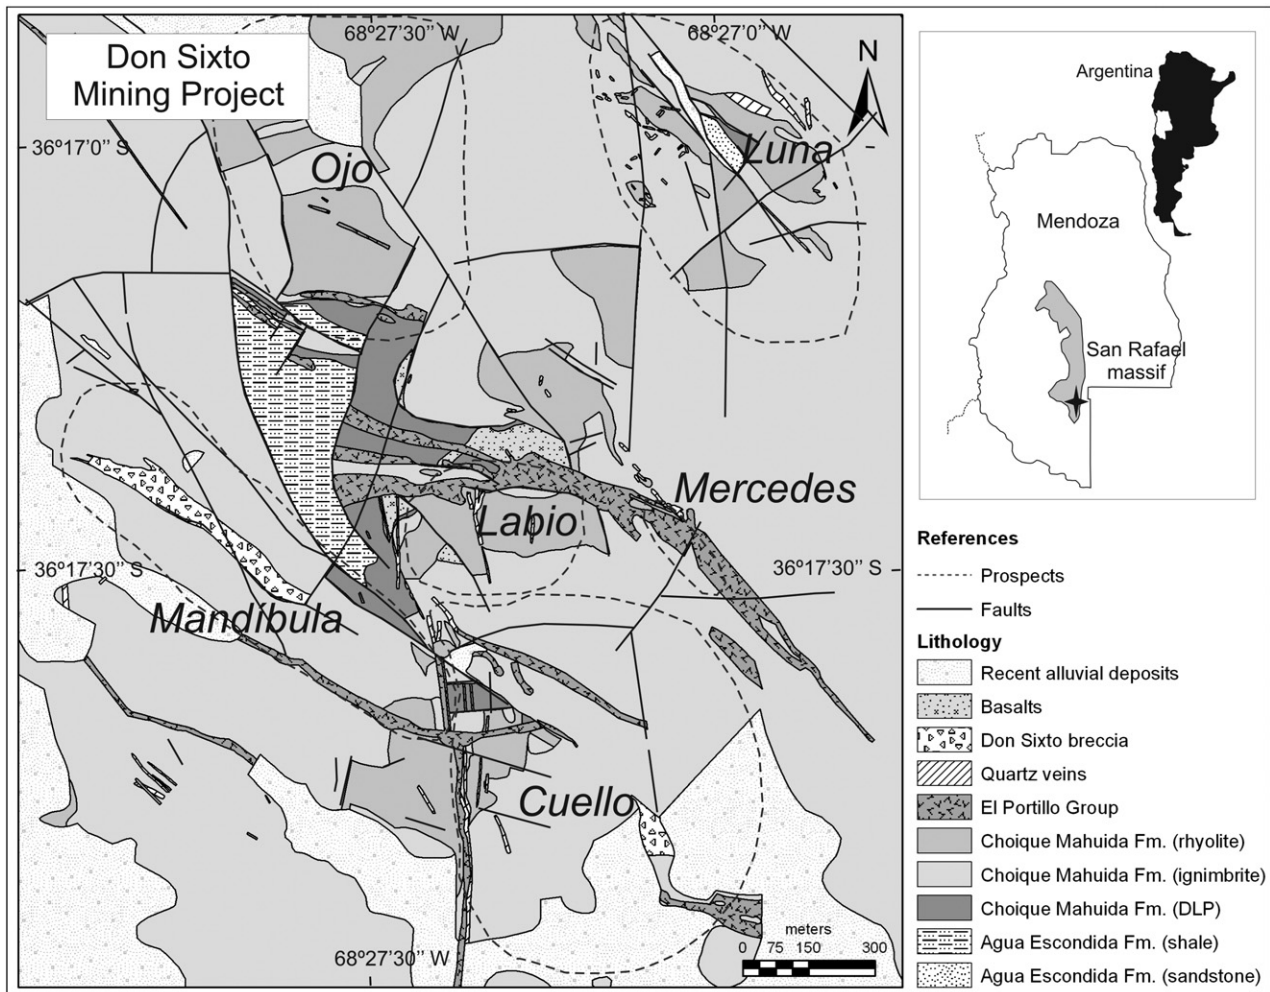 Don Sixto
Mining Project
68º27'30'' W
68º27'0'' W
N
36º17'0'' S
Ojo
Luna
Mercedes
Labio
36º17'30'' S
36º17'30'' S
Mandíbula
Cuello
68º27'30'' W
meters
0 75 150 300
Argentina
Mendoza
San Rafael
massif
References
Prospects
Faults
Lithology
Recent alluvial deposits
Basalts
Don Sixto breccia
Quartz veins
El Portillo Group
Choique Mahuida Fm. (rhyolite)
Choique Mahuida Fm. (ignimbrite)
Choique Mahuida Fm. (DLP)
Agua Escondida Fm. (shale)
Agua Escondida Fm. (sandstone)